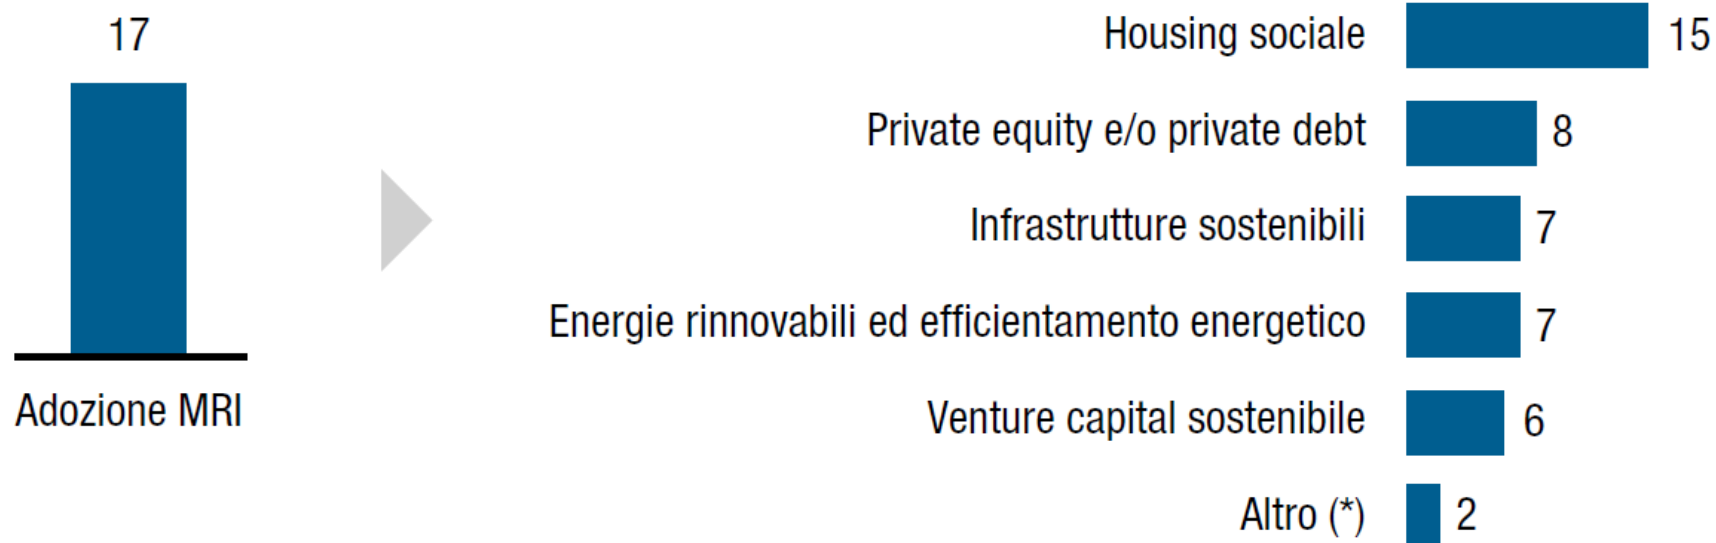 17
Adozione MRI
Housing sociale 15
Private equity e/o private debt 8
Infrastrutture sostenibili 7
Energie rinnovabili ed efficientamento energetico 7
Venture capital sostenibile 6
Altro (*) 2